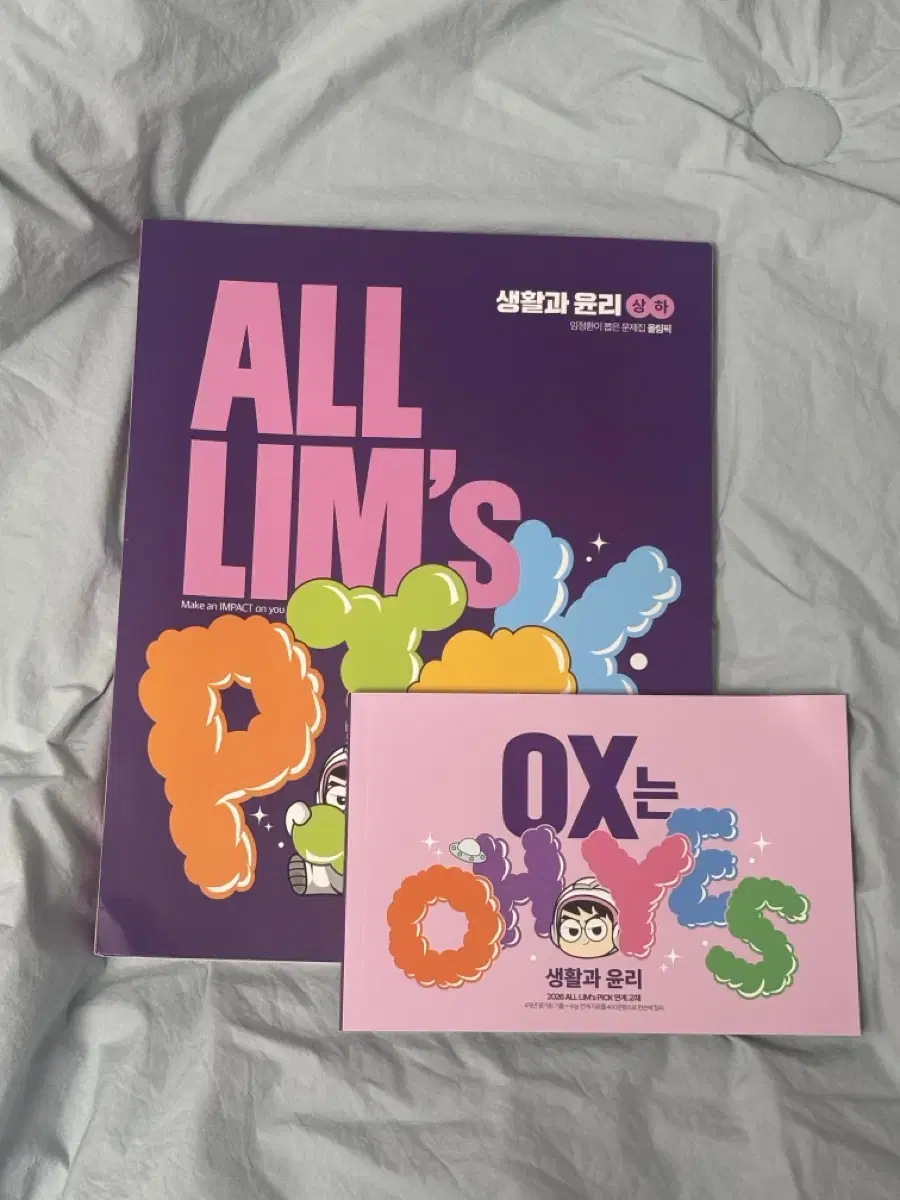 ALL
LIM's
생활과 윤리 상 하
임정환이 뽑은 문제집 올림픽
Make an IMPACT on you
PICK
OX는
OHYES
생활과 윤리
2026 ALL LIM's PICK 연계 교재